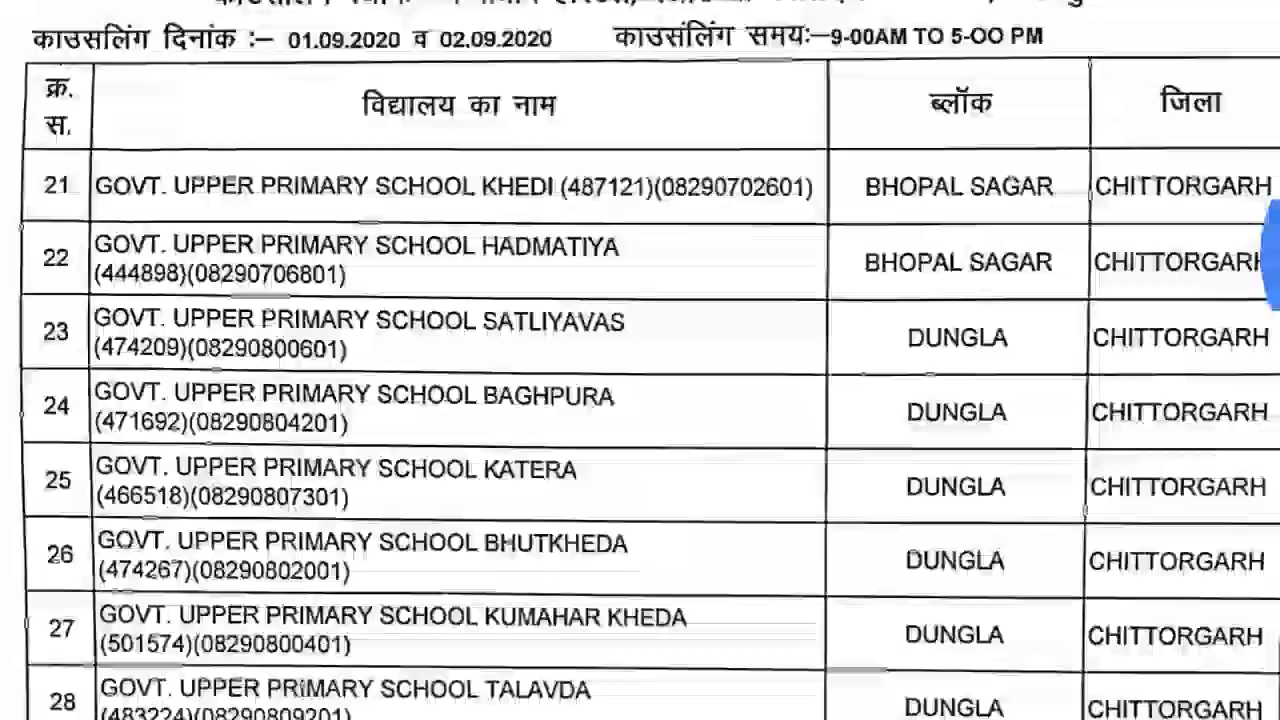 काउसलिंग दिनांक :– 01.09.2020 व 02.09.2020 काउसंलिंग समयः–9-00AM TO 5-OO PM
क्र. स. विद्यालय का नाम ब्लॉक जिला
21 GOVT. UPPER PRIMARY SCHOOL KHEDI (487121)(08290702601) BHOPAL SAGAR CHITTORGARH
22 GOVT. UPPER PRIMARY SCHOOL HADMATIYA
(444898)(08290706801) BHOPAL SAGAR CHITTORGARH
23 GOVT. UPPER PRIMARY SCHOOL SATLIYAVAS
(474209)(08290800601) DUNGLA CHITTORGARH
24 GOVT. UPPER PRIMARY SCHOOL BAGHPURA
(471692)(08290804201) DUNGLA CHITTORGARH
25 GOVT. UPPER PRIMARY SCHOOL KATERA
(466518)(08290807301) DUNGLA CHITTORGARH
26 GOVT. UPPER PRIMARY SCHOOL BHUTKHEDA
(474267)(08290802001) DUNGLA CHITTORGARH
27 GOVT. UPPER PRIMARY SCHOOL KUMAHAR KHEDA
(501574)(08290800401) DUNGLA CHITTORGARH
28 GOVT. UPPER PRIMARY SCHOOL TALAVDA
(483224)(08290809201) DUNGLA CHITTORGARH